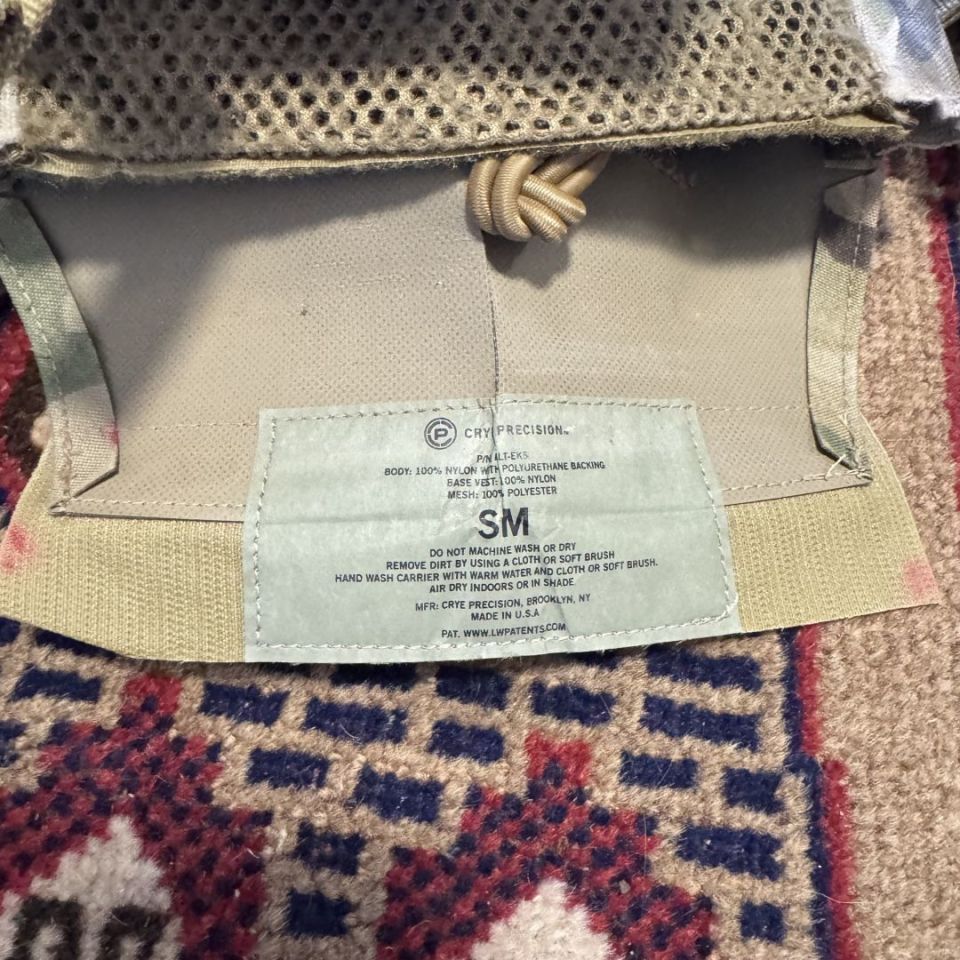 CRYE PRECISION™
P/N ALT-EK5
BODY: 100% NYLON WITH POLYURETHANE BACKING
BASE VEST: 100% NYLON
MESH: 100% POLYESTER
SM
DO NOT MACHINE WASH OR DRY
REMOVE DIRT BY USING A CLOTH OR SOFT BRUSH
HAND WASH CARRIER WITH WARM WATER AND CLOTH OR SOFT BRUSH.
AIR DRY INDOORS OR IN SHADE.
MFR: CRYE PRECISION, BROOKLYN, NY
MADE IN U.S.A
PAT. WWW.LWPATENTS.COM